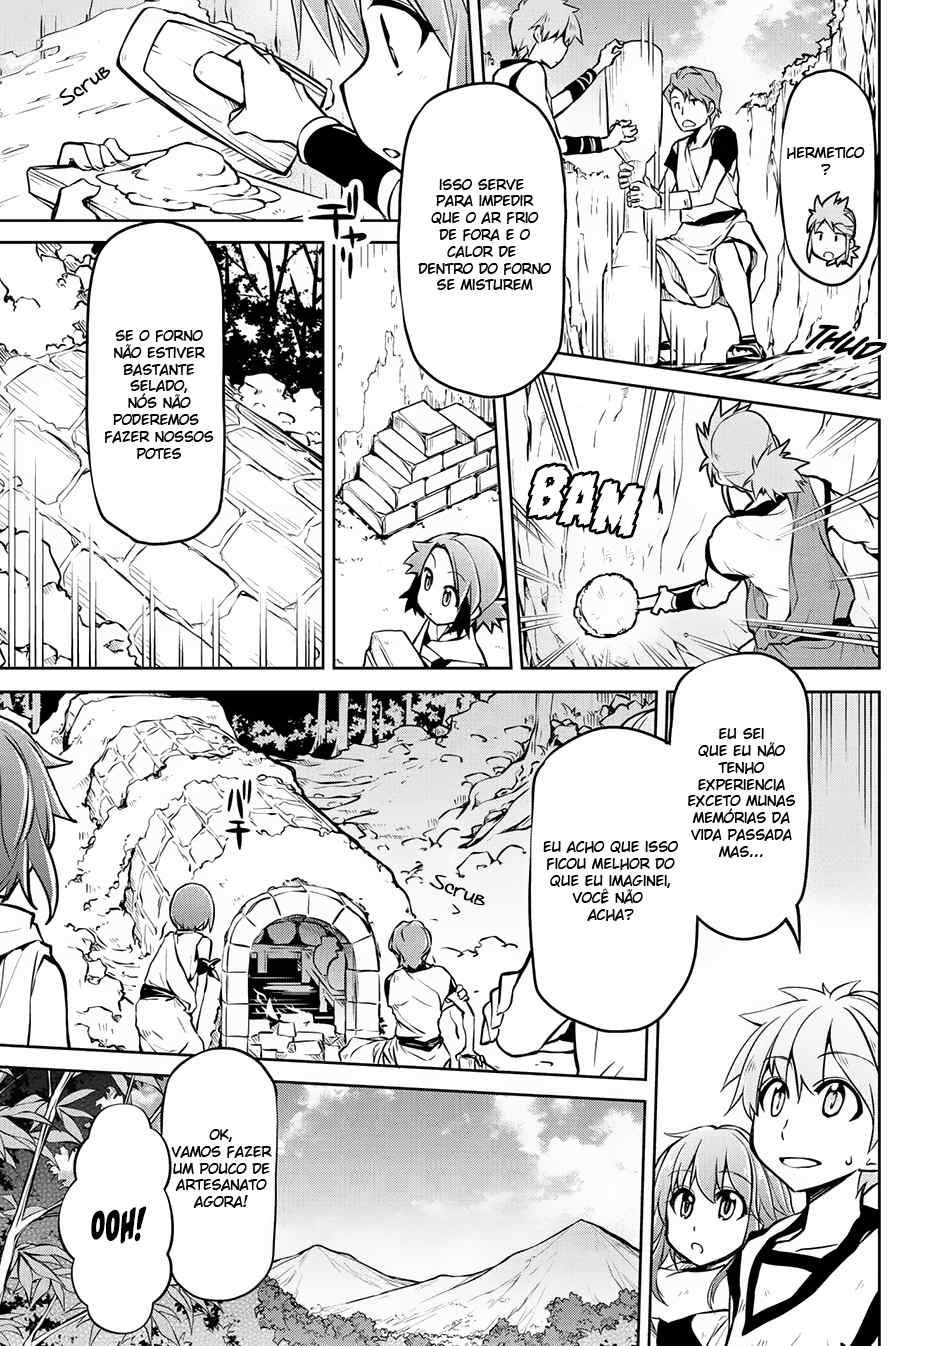 HERMETICO
?
ISSO SERVE
PARA IMPEDIR
QUE O AR FRIO
DE FORA E O
CALOR DE
DENTRO DO FORNO
SE MISTUREM
Scrub
ギュ
THUD
BAM
SE O FORNO
NÃO ESTIVER
BASTANTE
SELADO,
NÓS NÃO
PODEREMOS
FAZER NOSSOS
POTES
EU SEI
QUE EU NÃO
TENHO
EXPERIENCIA
EXCETO MUNAS
MEMÓRIAS DA
VIDA PASSADA
MAS...
EU ACHO QUE ISSO
FICOU MELHOR DO
QUE EU IMAGINEI,
VOCÊ NÃO
ACHA?
Scrub
OK,
VAMOS FAZER
UM POUCO DE
ARTESANATO
AGORA!
OOH!